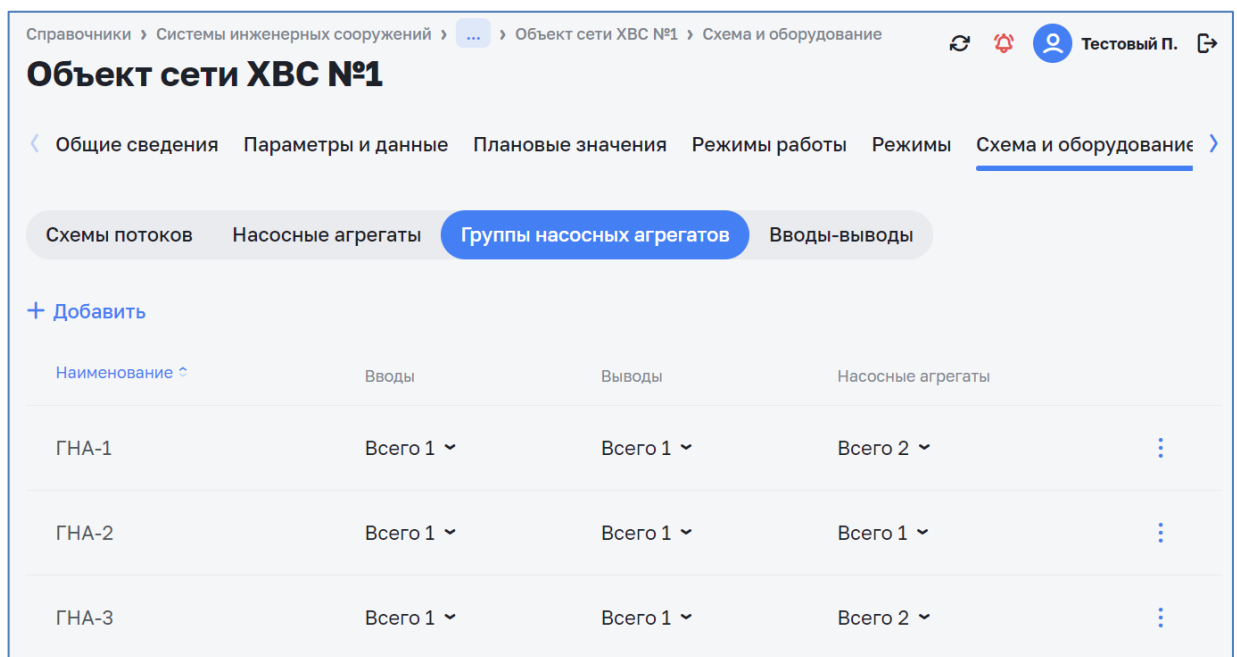 Справочники › Системы инженерных сооружений › ... › Объект сети ХВС №1 › Схема и оборудование
Тестовый П.
Объект сети ХВС №1
Общие сведения Параметры и данные Плановые значения Режимы работы Режимы Схема и оборудование
Схемы потоков Насосные агрегаты Группы насосных агрегатов Вводы-выводы
+ Добавить
Наименование Вводы Выводы Насосные агрегаты
ГНА-1 Всего 1 Всего 1 Всего 2
ГНА-2 Всего 1 Всего 1 Всего 1
ГНА-3 Всего 1 Всего 1 Всего 2